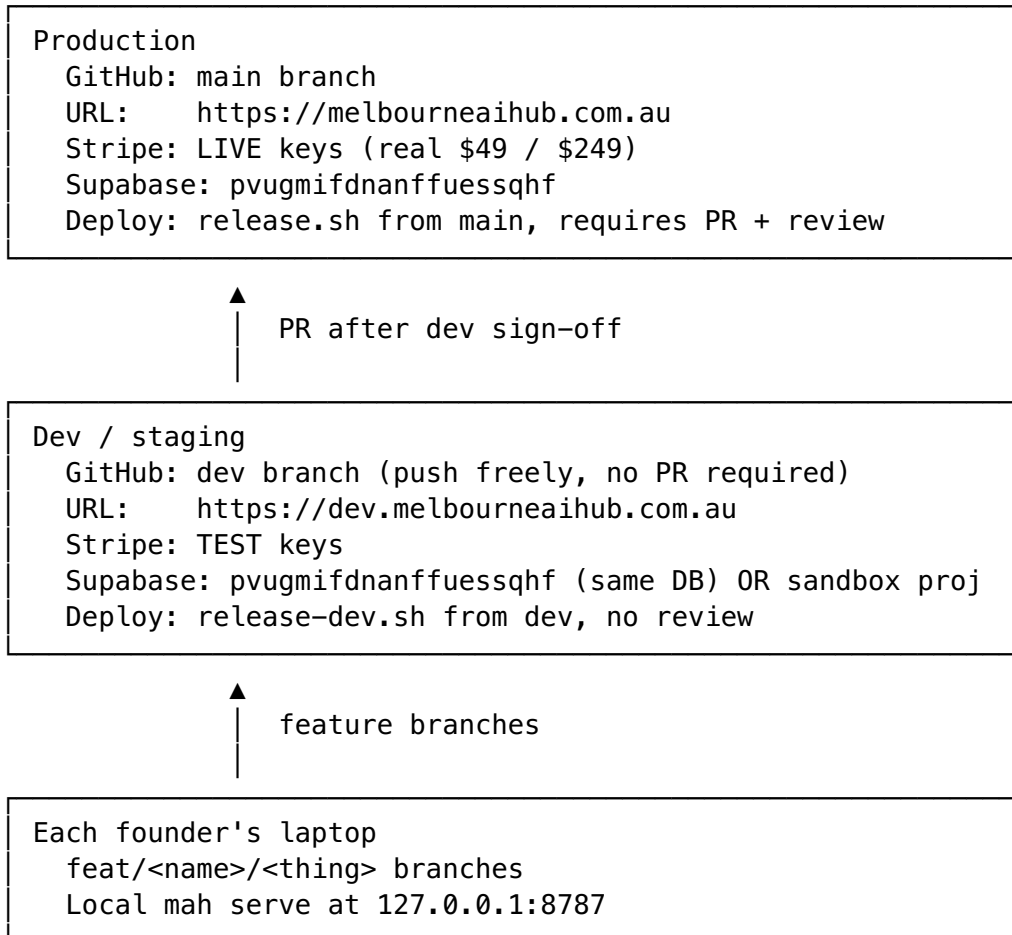 Production
GitHub: main branch
URL:    https://melbourneaihub.com.au
Stripe: LIVE keys (real $49 / $249)
Supabase: pvugmifdnanffuessqhf
Deploy: release.sh from main, requires PR + review
▲
PR after dev sign-off
Dev / staging
GitHub: dev branch (push freely, no PR required)
URL:    https://dev.melbourneaihub.com.au
Stripe: TEST keys
Supabase: pvugmifdnanffuessqhf (same DB) OR sandbox proj
Deploy: release-dev.sh from dev, no review
▲
feature branches
Each founder's laptop
feat/<name>/<thing> branches
Local mah serve at 127.0.0.1:8787